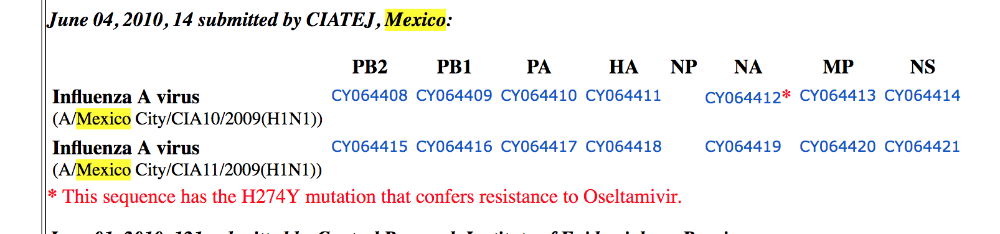 June 04, 2010, 14 submitted by CIATEJ, Mexico:
PB2 PB1 PA HA NP NA MP NS
Influenza A virus CY064408 CY064409 CY064410 CY064411 CY064412* CY064413 CY064414
(A/Mexico City/CIA10/2009(H1N1))
Influenza A virus CY064415 CY064416 CY064417 CY064418 CY064419 CY064420 CY064421
(A/Mexico City/CIA11/2009(H1N1))
* This sequence has the H274Y mutation that confers resistance to Oseltamivir.